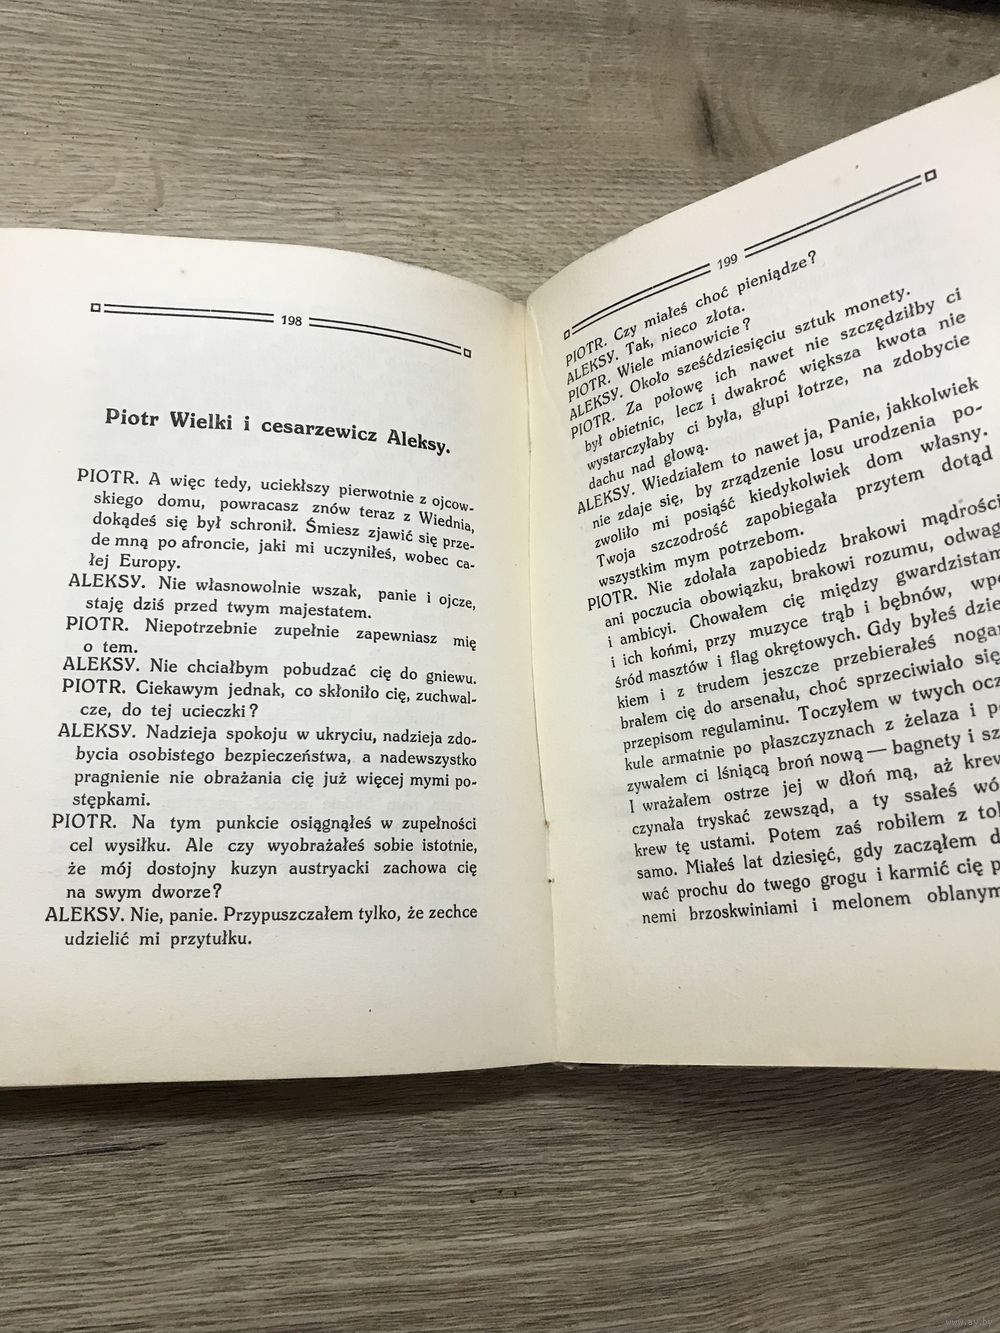 198
Piotr Wielki i cesarzewicz Aleksy.
PIOTR. A więc tedy, uciekłszy pierwotnie z ojcow-
skiego domu, powracasz znów teraz z Wiednia,
dokądeś się był schronił. Śmiesz zjawić się prze-
de mną po afroncie, jaki mi uczyniłeś, wobec ca-
łej Europy.
ALEKSY. Nie własnowolnie wszak, panie i ojcze,
staję dziś przed twym majestatem.
PIOTR. Niepotrzebnie zupełnie zapewniasz mię
o tem.
ALEKSY. Nie chciałbym pobudzać cię do gniewu.
PIOTR. Ciekawym jednak, co skłoniło cię, zuchwal-
cze, do tej ucieczki?
ALEKSY. Nadzieja spokoju w ukryciu, nadzieja zdo-
bycia osobistego bezpieczeństwa, a nadewszystko
pragnienie nie obrażania cię już więcej mymi po-
stępkami.
PIOTR. Na tym punkcie osiągnąłeś w zupełności
cel wysiłku. Ale czy wyobrażałeś sobie istotnie,
że mój dostojny kuzyn austryacki zachowa cię
na swym dworze?
ALEKSY. Nie, panie. Przypuszczałem tylko, że zechce
udzielić mi przytułku.
199
PIOTR. Czy miałeś choć pieniądze?
ALEKSY. Tak, nieco złota.
PIOTR. Wiele mianowicie?
ALEKSY. Około sześćdziesięciu sztuk monety.
PIOTR. Za połowę ich nawet nie szczędziłby ci
był obietnic, lecz i dwakroć większa kwota nie
wystarczyłaby ci była, głupi łotrze, na zdobycie
dachu nad głową.
ALEKSY. Wiedziałem to nawet ja, Panie, jakkolwiek
nie zdaje się, by zrządzenie losu urodzenia po-
zwoliło mi posiąść kiedykolwiek dom własny.
Twoja szczodrość zapobiegała przytem dotąd
wszystkim mym potrzebom.
PIOTR. Nie zdołała zapobiedz brakowi mądrości
ani poczucia obowiązku, brakowi rozumu, odwag
i ambicyi. Chowałem cię między gwardzistam
i ich końmi, przy muzyce trąb i bębnów, wpo
śród masztów i flag okrętowych. Gdy byłeś dzie
kiem i z trudem jeszcze przebierałeś nogam
brałem cię do arsenału, choć sprzeciwiało się
przepisom regulaminu. Toczyłem w twych ocz
kule armatnie po płaszczyznach z żelaza i p
zywałem ci lśniącą broń nową — bagnety i sz
I wrażałem ostrze jej w dłoń mą, aż krew
czynała tryskać zewsząd, a ty ssałeś wó
krew tę ustami. Potem zaś robiłem z tob
samo. Miałeś lat dziesięć, gdy zacząłem d
wać prochu do twego grogu i karmić cię p
nemi brzoskwiniami i melonem oblanym
www.ay.by